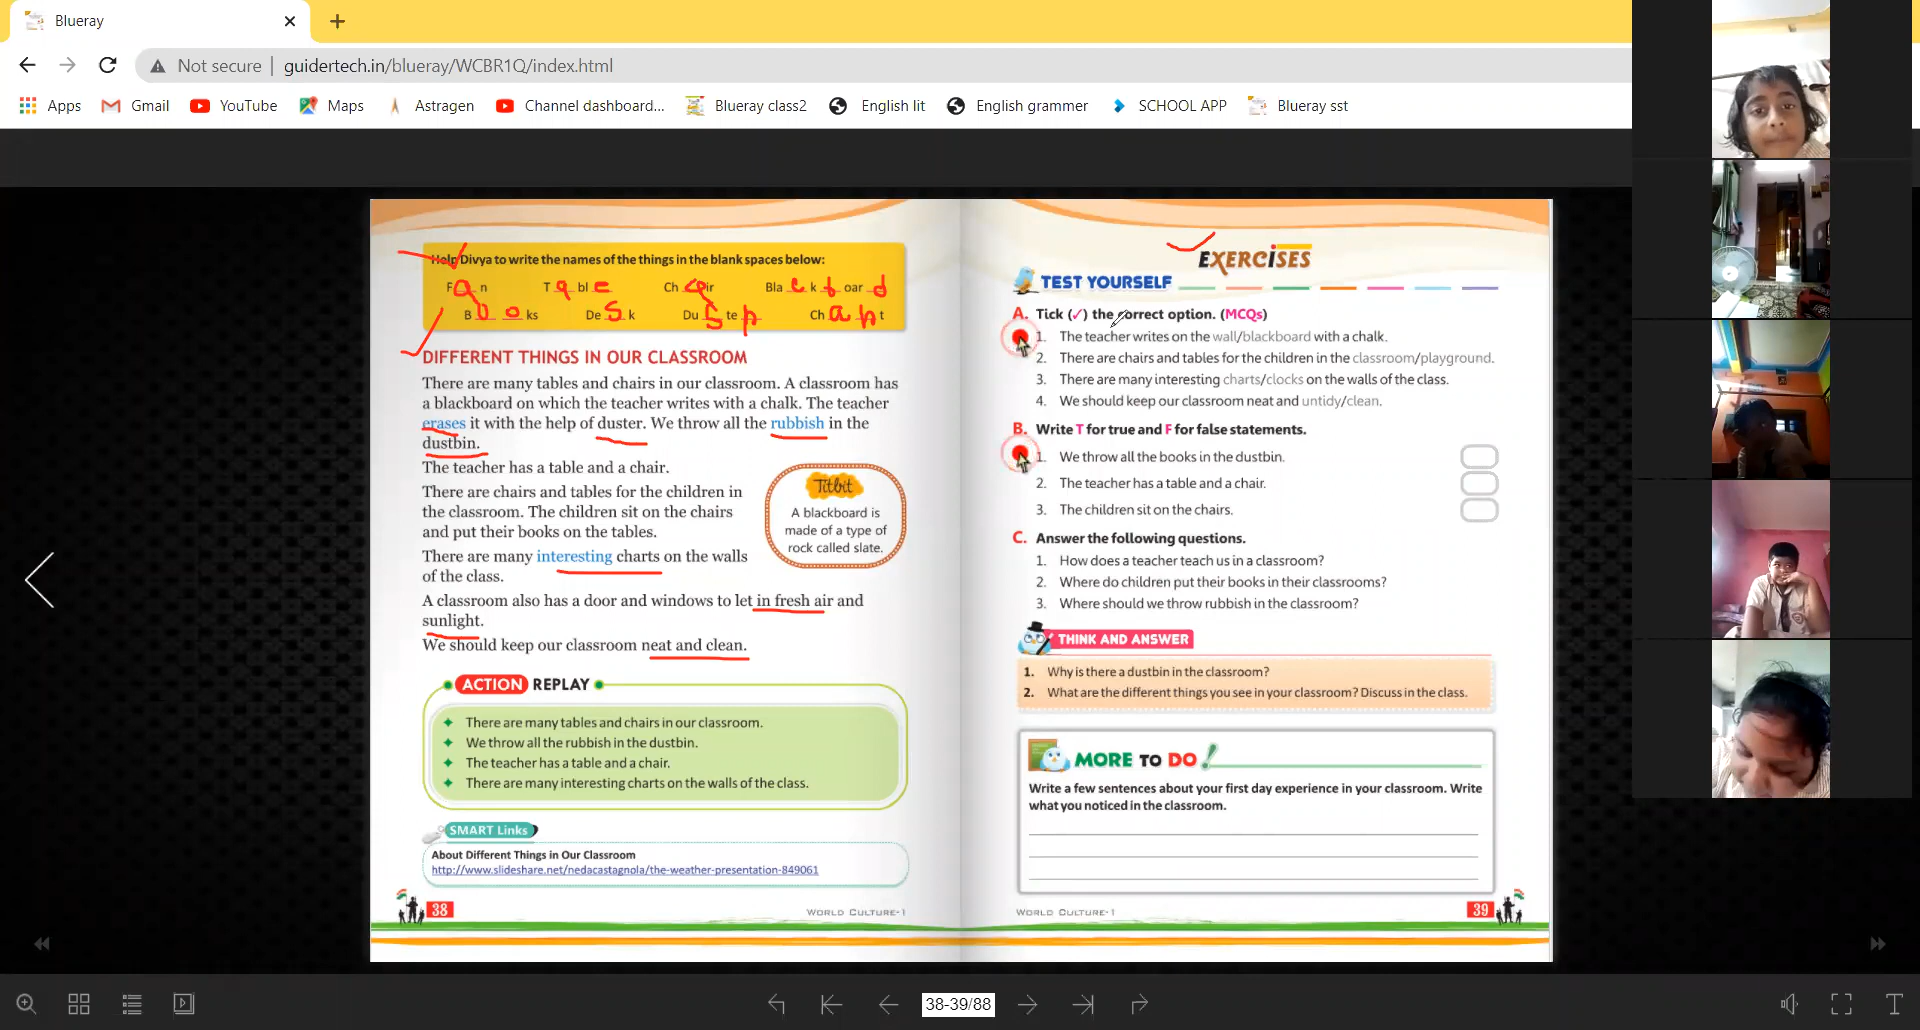 Blueray
Not secure | guidertech.in/blueray/WCBR1Q/index.html
Apps Gmail YouTube Maps Astragen Channel dashboard... Blueray class2 English lit English grammer SCHOOL APP Blueray sst
Help Divya to write the names of the things in the blank spaces below:
F a n T a bl e Ch a ir Bla c k b oar d
B o o ks De s k Du s te Ch a t
DIFFERENT THINGS IN OUR CLASSROOM
There are many tables and chairs in our classroom. A classroom has
a blackboard on which the teacher writes with a chalk. The teacher
erases it with the help of duster. We throw all the rubbish in the
dustbin.
The teacher has a table and a chair.
There are chairs and tables for the children in
the classroom. The children sit on the chairs
and put their books on the tables.
There are many interesting charts on the walls
of the class.
Titbit
A blackboard is
made of a type of
rock called slate.
A classroom also has a door and windows to let in fresh air and
sunlight.
We should keep our classroom neat and clean.
ACTION REPLAY
There are many tables and chairs in our classroom.
We throw all the rubbish in the dustbin.
The teacher has a table and a chair.
There are many interesting charts on the walls of the class.
SMART Links
About Different Things in Our Classroom
http://www.slideshare.net/nedacastagnola/the-weather-presentation-849061
38 WORLD CULTURE-1
EXERCISES
TEST YOURSELF
A. Tick (✓) the correct option. (MCQs)
1. The teacher writes on the wall/blackboard with a chalk.
2. There are chairs and tables for the children in the classroom/playground.
3. There are many interesting charts/clocks on the walls of the class.
4. We should keep our classroom neat and untidy/clean.
B. Write T for true and F for false statements.
1. We throw all the books in the dustbin.
2. The teacher has a table and a chair.
3. The children sit on the chairs.
C. Answer the following questions.
1. How does a teacher teach us in a classroom?
2. Where do children put their books in their classrooms?
3. Where should we throw rubbish in the classroom?
THINK AND ANSWER
1. Why is there a dustbin in the classroom?
2. What are the different things you see in your classroom? Discuss in the class.
MORE TO DO!
Write a few sentences about your first day experience in your classroom. Write
what you noticed in the classroom.
WORLD CULTURE-1 39
38-39/88